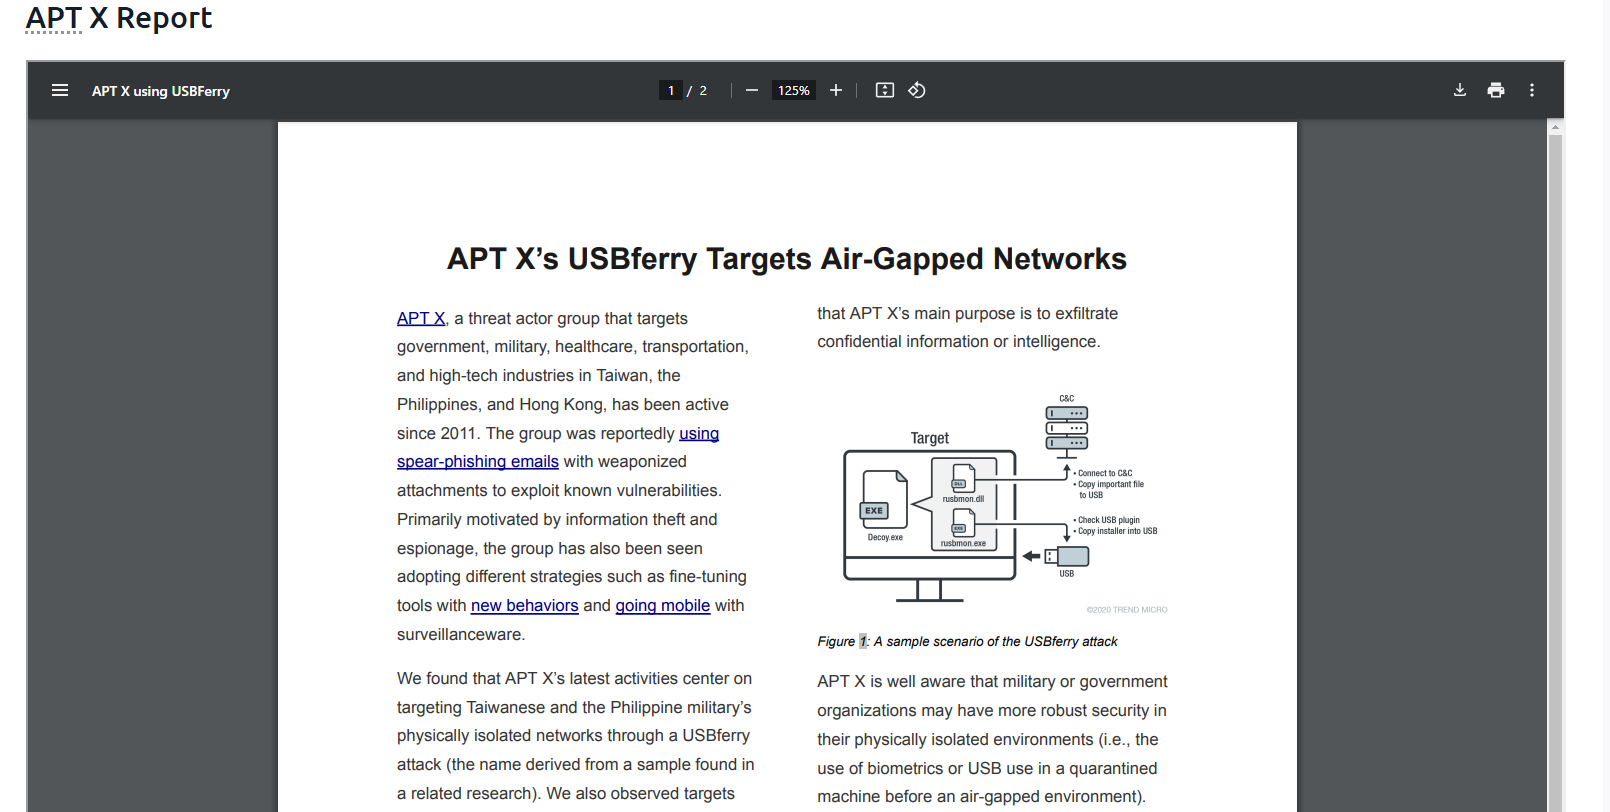 APT X Report
APT X using USBFerry
1 / 2
125%
APT X's USBferry Targets Air-Gapped Networks
APT X, a threat actor group that targets
government, military, healthcare, transportation,
and high-tech industries in Taiwan, the
Philippines, and Hong Kong, has been active
since 2011. The group was reportedly using
spear-phishing emails with weaponized
attachments to exploit known vulnerabilities.
Primarily motivated by information theft and
espionage, the group has also been seen
adopting different strategies such as fine-tuning
tools with new behaviors and going mobile with
surveillanceware.
We found that APT X's latest activities center on
targeting Taiwanese and the Philippine military's
physically isolated networks through a USBferry
attack (the name derived from a sample found in
a related research). We also observed targets
that APT X's main purpose is to exfiltrate
confidential information or intelligence.
C&C
Target
• Connect to C&C
• Copy important file
to USB
DLL
rusbmon.dll
EXE
Decoy.exe
EXE
rusbmon.exe
• Check USB plugin
• Copy installer into USB
USB
©2020 TREND MICRO
Figure 1: A sample scenario of the USBferry attack
APT X is well aware that military or government
organizations may have more robust security in
their physically isolated environments (i.e., the
use of biometrics or USB use in a quarantined
machine before an air-gapped environment).